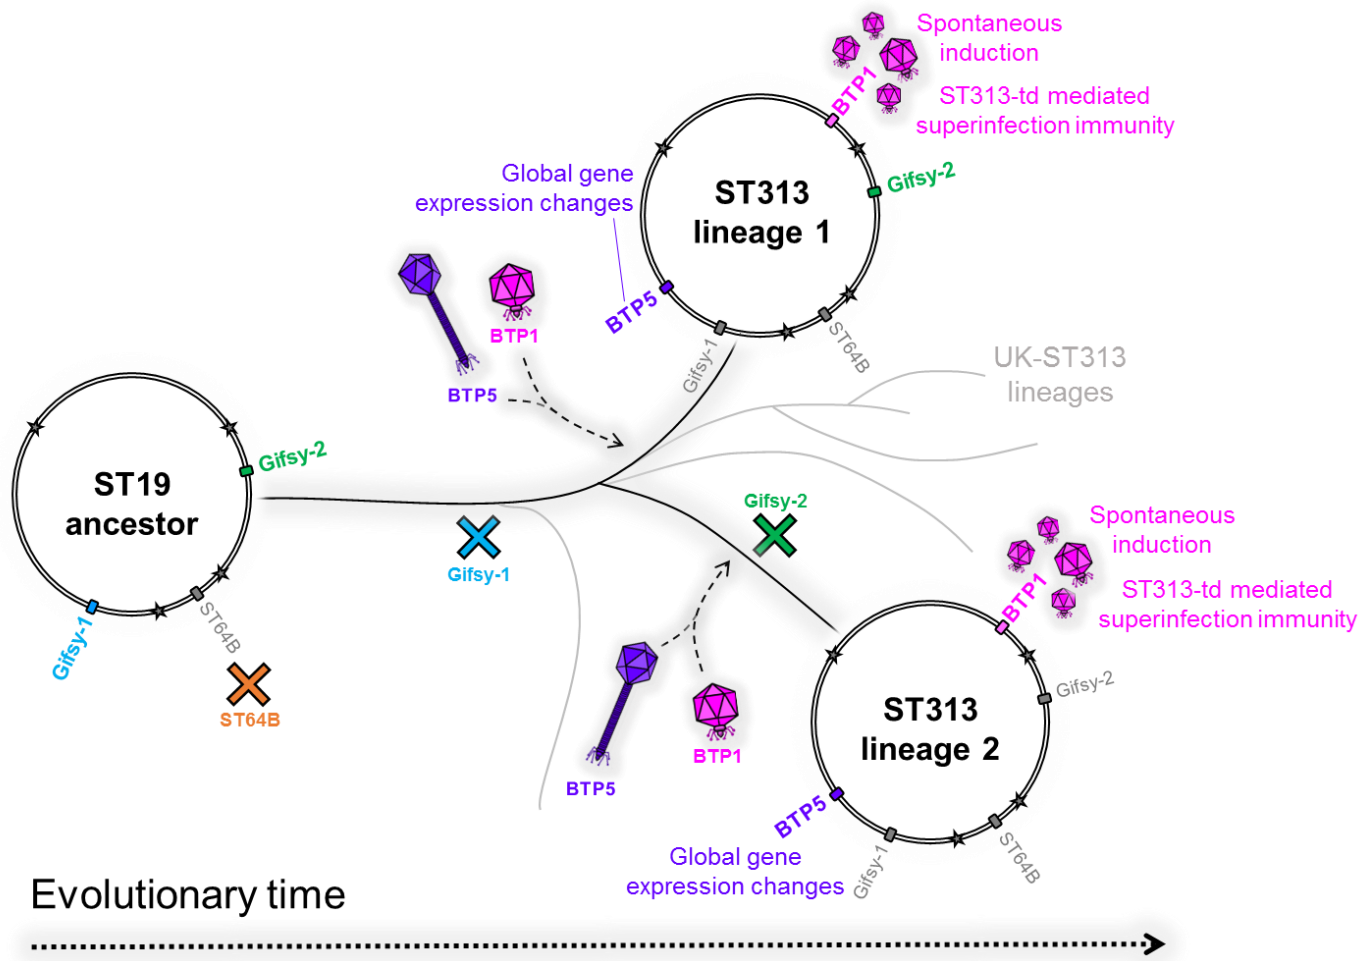 Spontaneous
induction
BTP1
ST313-td mediated
superinfection immunity
Global gene
expression changes
ST313
lineage 1
Gifsy-2
BTP5
Gifsy-1
ST64B
BTP1
BTP5
UK-ST313
lineages
ST19
ancestor
Gifsy-2
Gifsy-1
ST64B
ST64B
Gifsy-1
Gifsy-2
BTP5
BTP1
Spontaneous
induction
BTP1
ST313-td mediated
superinfection immunity
ST313
lineage 2
Gifsy-2
BTP5
Gifsy-1
ST64B
Global gene
expression changes
Evolutionary time